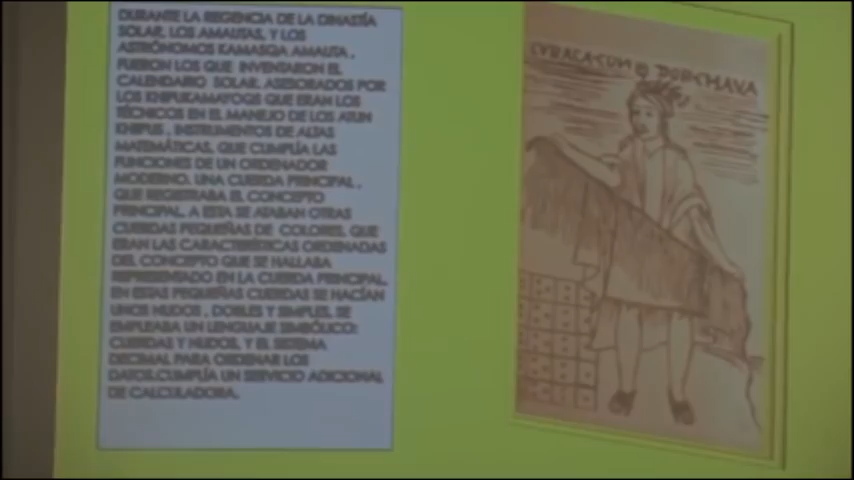 DURANTE LA REGENCIA DE LA DINASTÍA
SOLAR, LOS AMAUTAS, Y LOS
ASTRÓNOMOS KAMASQA AMAUTA,
FUERON LOS QUE INVENTARON EL
CALENDARIO SOLAR, ASESORADOS POR
LOS KHIPUKAMAYOQS QUE ERAN LOS
TÉCNICOS EN EL MANEJO DE LOS ATUN
KHIPUS, INSTRUMENTOS DE ALTAS
MATEMÁTICAS, QUE CUMPLÍA LAS
FUNCIONES DE UN ORDENADOR
MODERNO. UNA CUERDA PRINCIPAL,
QUE REGISTRABA EL CONCEPTO
PRINCIPAL, A ESTA SE ATABAN OTRAS
CUERDAS PEQUEÑAS DE COLORES, QUE
ERAN LAS CARACTERÍSTICAS ORDENADAS
DEL CONCEPTO QUE SE HALLABA
REPRESENTADO EN LA CUERDA PRINCIPAL.
EN ESTAS PEQUEÑAS CUERDAS SE HACÍAN
UNOS NUDOS, DOBLES Y SIMPLES. SE
EMPLEABA UN LENGUAJE SIMBÓLICO:
CUERDAS Y NUDOS, Y EL SISTEMA
DECIMAL PARA ORDENAR LOS
DATOS.CUMPLÍA UN SERVICIO ADICIONAL
DE CALCULADORA.